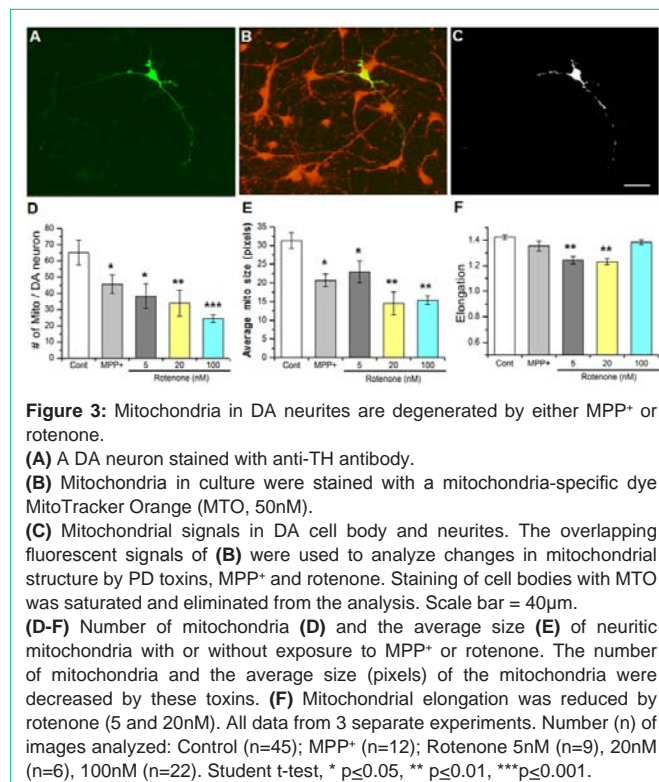 A B C
D E F
80
70
60
50
40
30
20
10
0
# of Mito / DA neuron
* * ** ***
Cont MPP+ 5 20 100
Rotenone (nM)
35
30
25
20
15
10
5
0
Average mito size (pixels)
* * ** **
Cont MPP+ 5 20 100
Rotenone (nM)
1.4
1.2
1.0
0.8
0.6
Elongation
** **
Cont MPP+ 5 20 100
Rotenone (nM)
Figure 3: Mitochondria in DA neurites are degenerated by either MPP⁺ or
rotenone.
(A) A DA neuron stained with anti-TH antibody.
(B) Mitochondria in culture were stained with a mitochondria-specific dye
MitoTracker Orange (MTO, 50nM).
(C) Mitochondrial signals in DA cell body and neurites. The overlapping
fluorescent signals of (B) were used to analyze changes in mitochondrial
structure by PD toxins, MPP⁺ and rotenone. Staining of cell bodies with MTO
was saturated and eliminated from the analysis. Scale bar = 40µm.
(D-F) Number of mitochondria (D) and the average size (E) of neuritic
mitochondria with or without exposure to MPP⁺ or rotenone. The number
of mitochondria and the average size (pixels) of the mitochondria were
decreased by these toxins. (F) Mitochondrial elongation was reduced by
rotenone (5 and 20nM). All data from 3 separate experiments. Number (n) of
images analyzed: Control (n=45); MPP⁺ (n=12); Rotenone 5nM (n=9), 20nM
(n=6), 100nM (n=22). Student t-test, * p≤0.05, ** p≤0.01, ***p≤0.001.